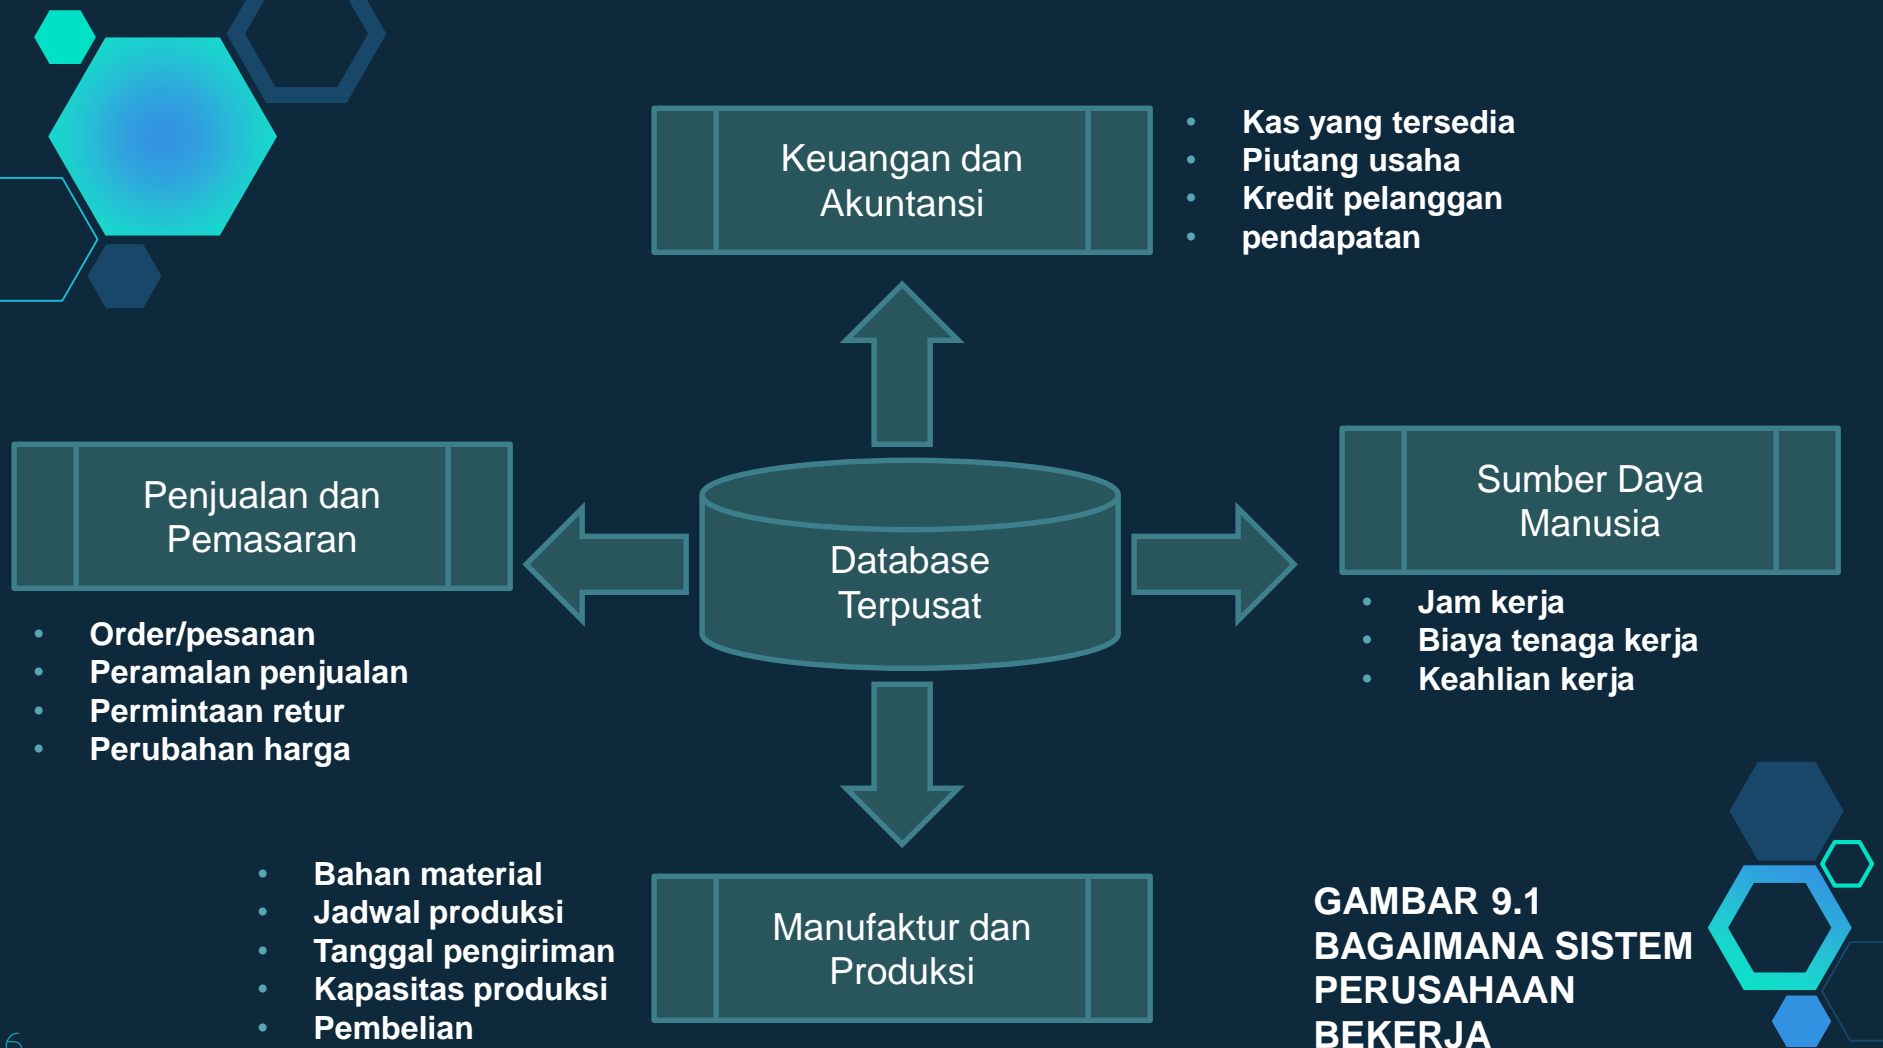 Keuangan dan
Akuntansi
Kas yang tersedia
Piutang usaha
Kredit pelanggan
pendapatan
Penjualan dan
Pemasaran
Order/pesanan
Peramalan penjualan
Permintaan retur
Perubahan harga
Database
Terpusat
Sumber Daya
Manusia
Jam kerja
Biaya tenaga kerja
Keahlian kerja
Bahan material
Jadwal produksi
Tanggal pengiriman
Kapasitas produksi
Pembelian
Manufaktur dan
Produksi
GAMBAR 9.1
BAGAIMANA SISTEM
PERUSAHAAN
BEKERJA
6